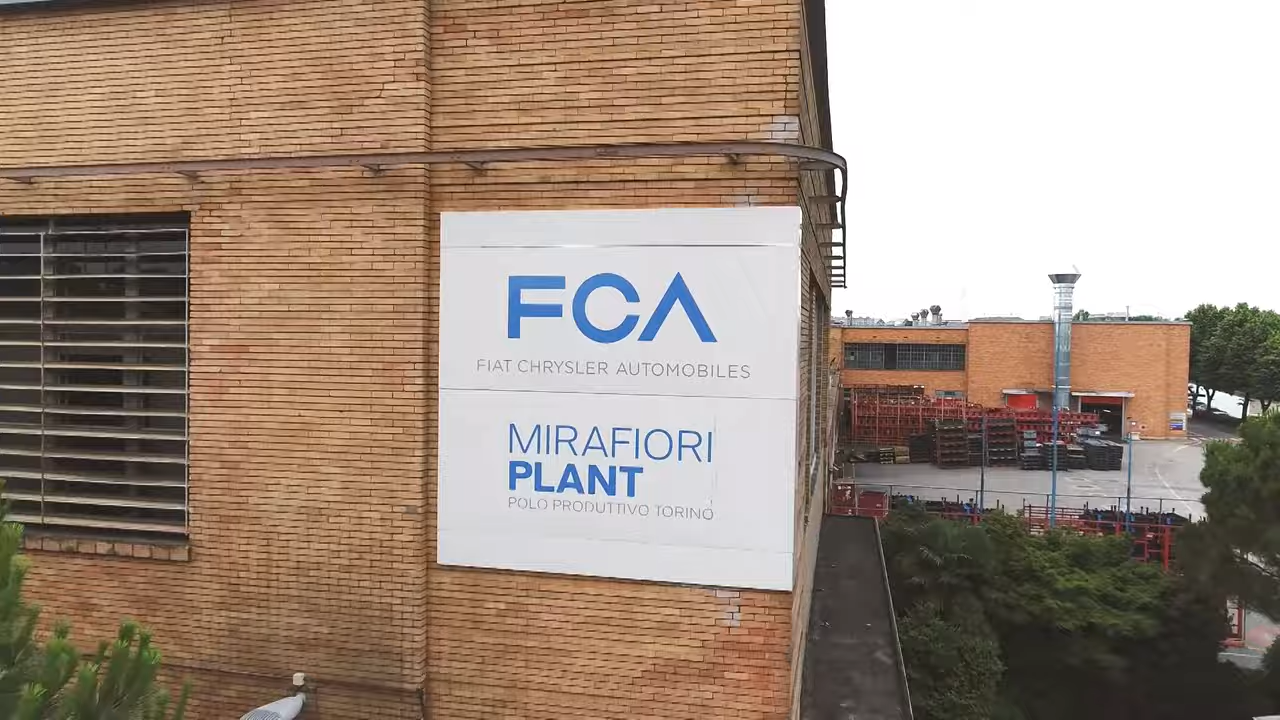 FCA
FIAT CHRYSLER AUTOMOBILES
MIRAFIORI
PLANT
POLO PRODUTTIVO TORINO